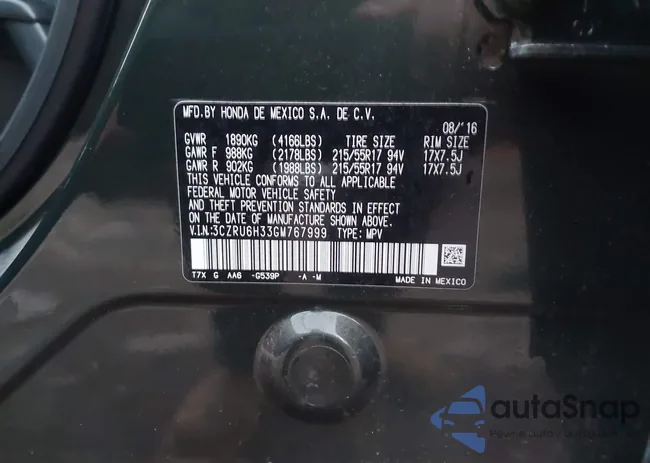 MFD.BY HONDA DE MEXICO S.A. DE C.V.
08/'16
GVWR 1890KG (4166LBS) TIRE SIZE RIM SIZE
GAWR F 988KG (2178LBS) 215/55R17 94V 17X7.5J
GAWR R 902KG (1988LBS) 215/55R17 94V 17X7.5J
THIS VEHICLE CONFORMS TO ALL APPLICABLE
FEDERAL MOTOR VEHICLE SAFETY
AND THEFT PREVENTION STANDARDS IN EFFECT
ON THE DATE OF MANUFACTURE SHOWN ABOVE.
V.I.N:3CZRU6H33GM767999 TYPE: MPV
T7X G AA6 -G539P -A -M MADE IN MEXICO
autoSnap